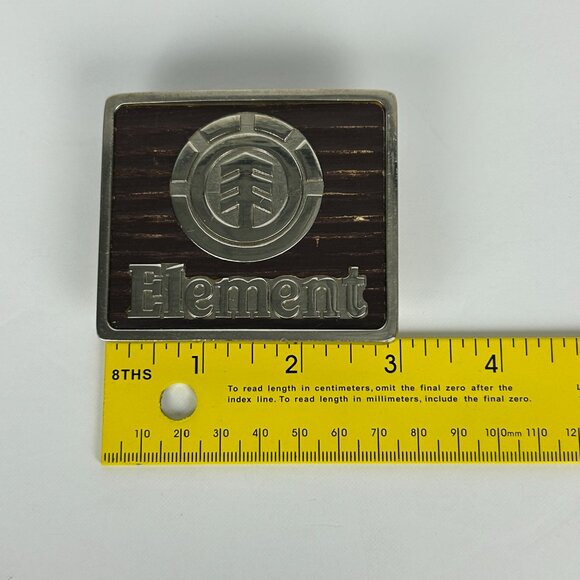 Element
1 2 3 4
8THS
To read length in centimeters, omit the final zero after the
index line. To read length in millimeters, include the final zero.
10 20 30 40 50 60 70 80 90 100mm 110 12